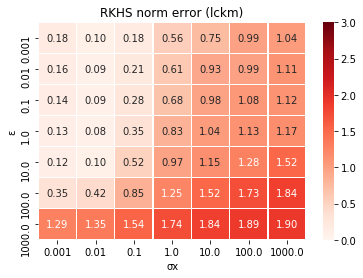 RKHS norm error (lckm)
0.001 0.18 0.10 0.18 0.56 0.75 0.99 1.04
0.01 0.16 0.09 0.21 0.61 0.93 0.99 1.11
0.1 0.14 0.09 0.28 0.68 0.98 1.08 1.12
1.0 0.13 0.08 0.35 0.83 1.04 1.13 1.17
10.0 0.12 0.10 0.52 0.97 1.15 1.28 1.52
100.0 0.35 0.42 0.85 1.25 1.52 1.73 1.84
1000.0 1.29 1.35 1.54 1.74 1.84 1.89 1.90
0.001 0.01 0.1 1.0 10.0 100.0 1000.0
σx
ε
3.0
2.5
2.0
1.5
1.0
0.5
0.0